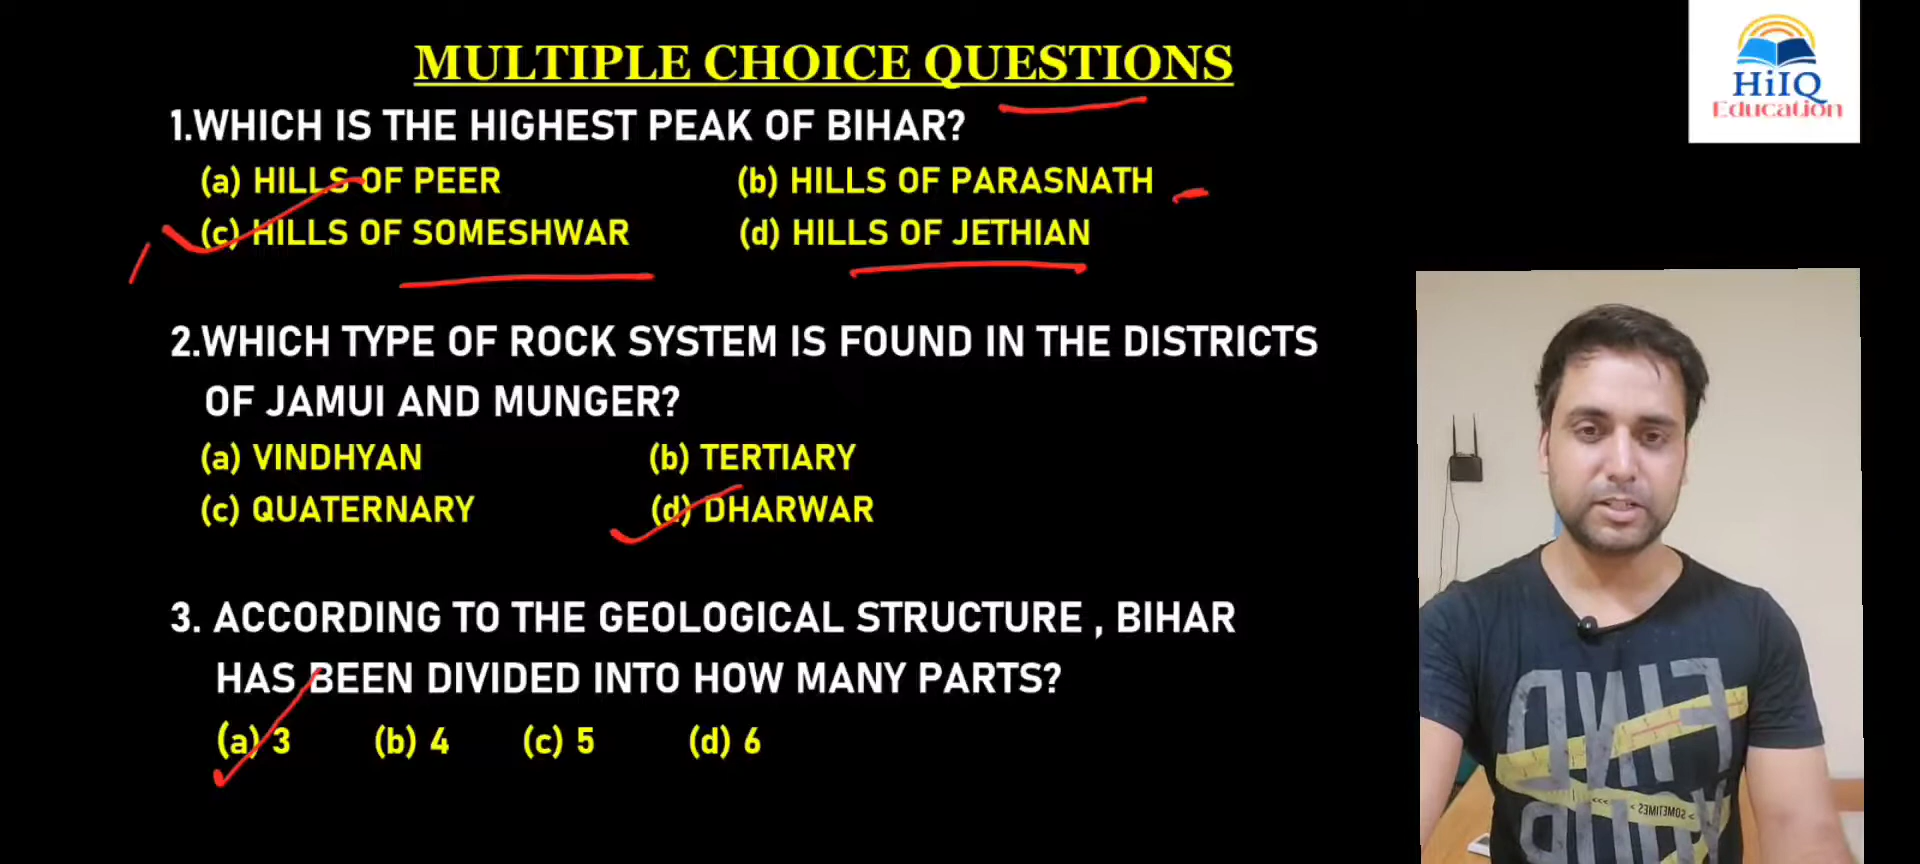 MULTIPLE CHOICE QUESTIONS
HiIQ
Education
1.WHICH IS THE HIGHEST PEAK OF BIHAR?
(a) HILLS OF PEER (b) HILLS OF PARASNATH
(c) HILLS OF SOMESHWAR (d) HILLS OF JETHIAN
2.WHICH TYPE OF ROCK SYSTEM IS FOUND IN THE DISTRICTS
OF JAMUI AND MUNGER?
(a) VINDHYAN (b) TERTIARY
(c) QUATERNARY (d) DHARWAR
3. ACCORDING TO THE GEOLOGICAL STRUCTURE , BIHAR
HAS BEEN DIVIDED INTO HOW MANY PARTS?
(a) 3 (b) 4 (c) 5 (d) 6
FIND
< SOMETIMES >